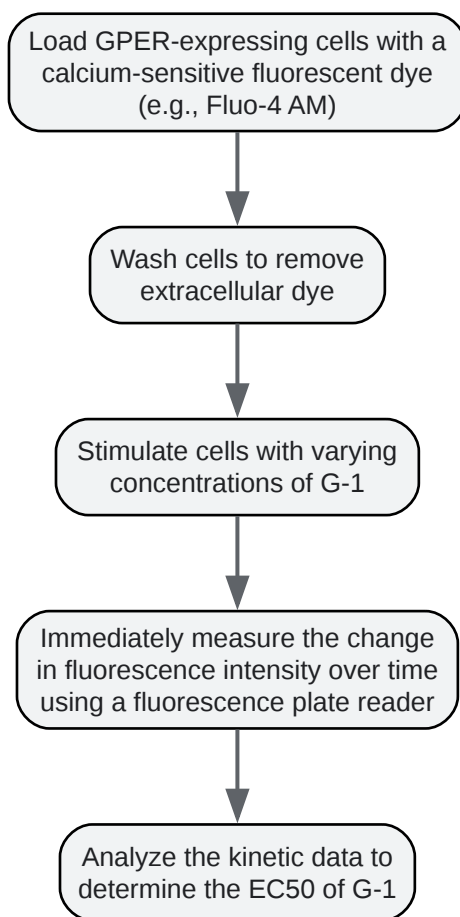 Load GPER-expressing cells with a
calcium-sensitive fluorescent dye
(e.g., Fluo-4 AM)
Wash cells to remove
extracellular dye
Stimulate cells with varying
concentrations of G-1
Immediately measure the change
in fluorescence intensity over time
using a fluorescence plate reader
Analyze the kinetic data to
determine the EC50 of G-1